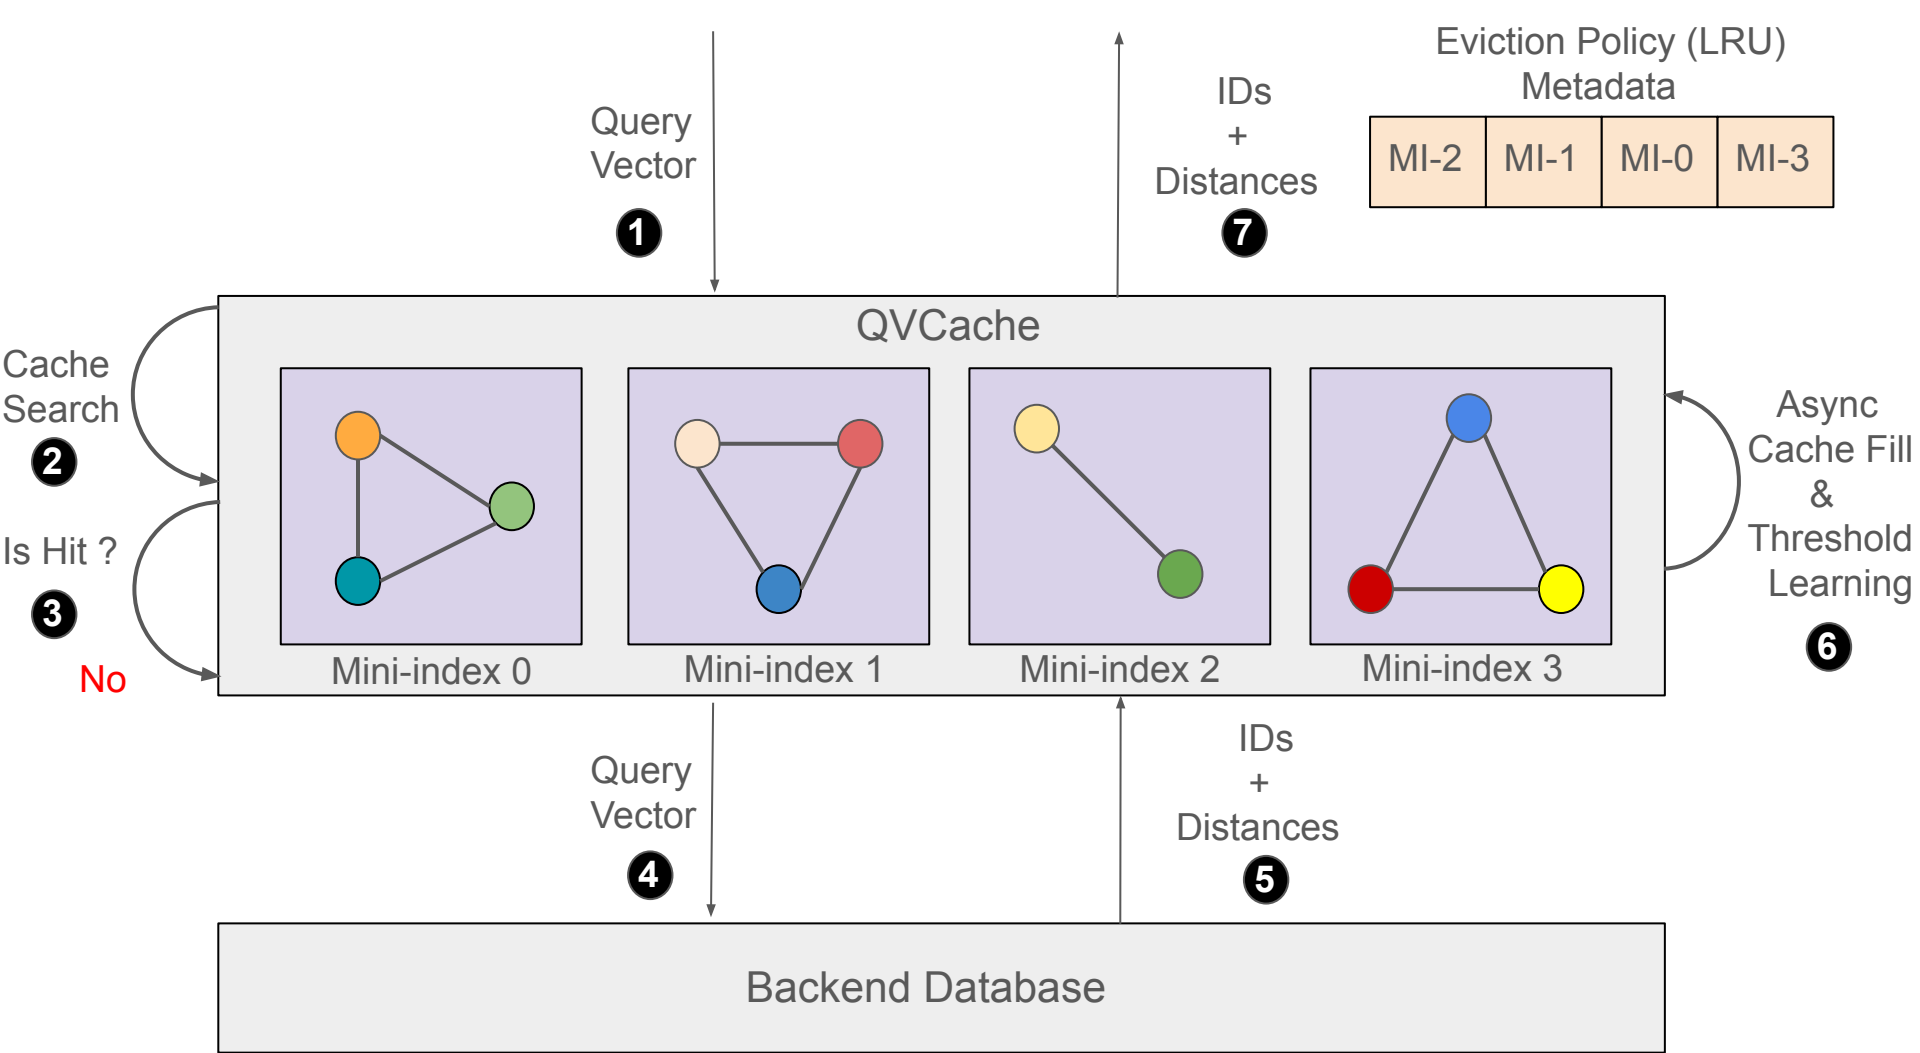 Query
Vector
1
IDs
+
Distances
7
Eviction Policy (LRU)
Metadata
MI-2 MI-1 MI-0 MI-3
QVCache
Cache
Search
2
Is Hit ?
3
No
Mini-index 0
Mini-index 1
Mini-index 2
Mini-index 3
Async
Cache Fill
&
Threshold
Learning
6
Query
Vector
4
IDs
+
Distances
5
Backend Database